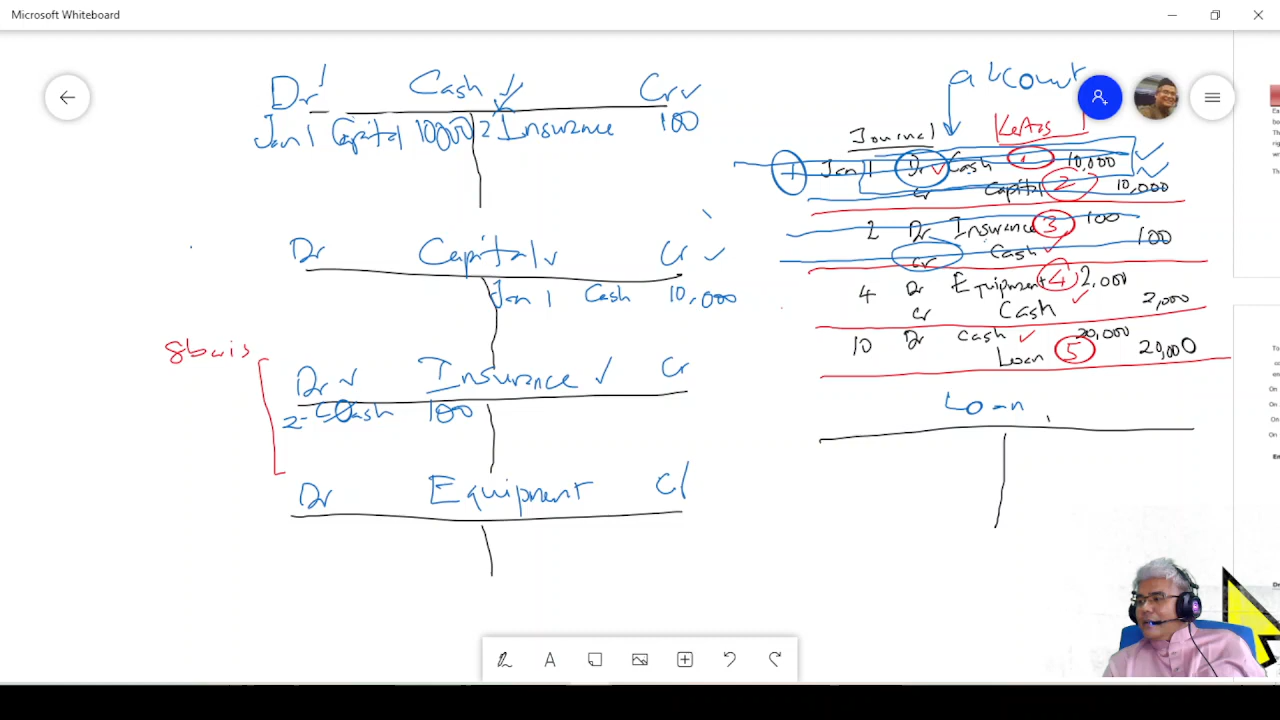 Microsoft Whiteboard
Dr Cash Cr
Jan 1 Capital 10000 2 Insurance 100
Dr Capital Cr
Jan 1 Cash 10,000
8 baris
Dr Insurance Cr
2 Cash 100
Dr Equipment Cr
account
Journal Kertas
1 Jan 1 Dr Cash 1 10,000
Cr Capital 2 10,000
2 Dr Insurance 3 100
Cr Cash 100
4 Dr Equipment 4 2,000
Cr Cash 2,000
10 Dr Cash 20,000
Loan 5 20,000
Loan